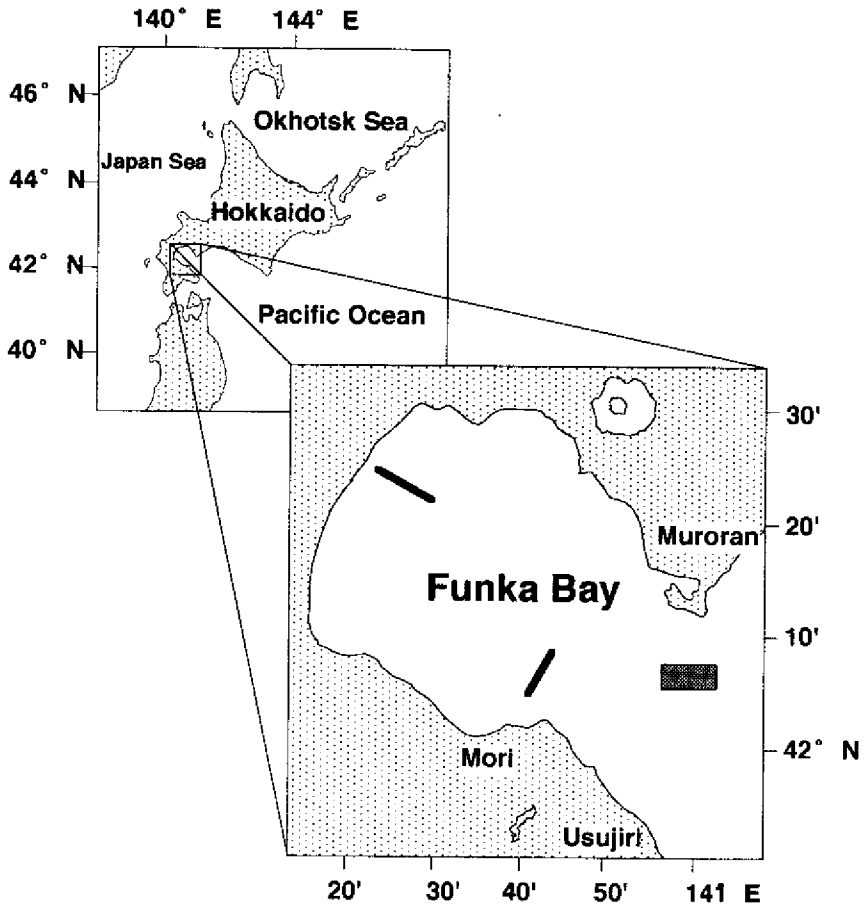 140° E 144° E
46° N
Okhotsk Sea
Japan Sea
44° N
Hokkaido
42° N
Pacific Ocean
40° N
30'
20'
Muroran
Funka Bay
10'
42° N
Mori
Usujiri
20' 30' 40' 50' 141 E